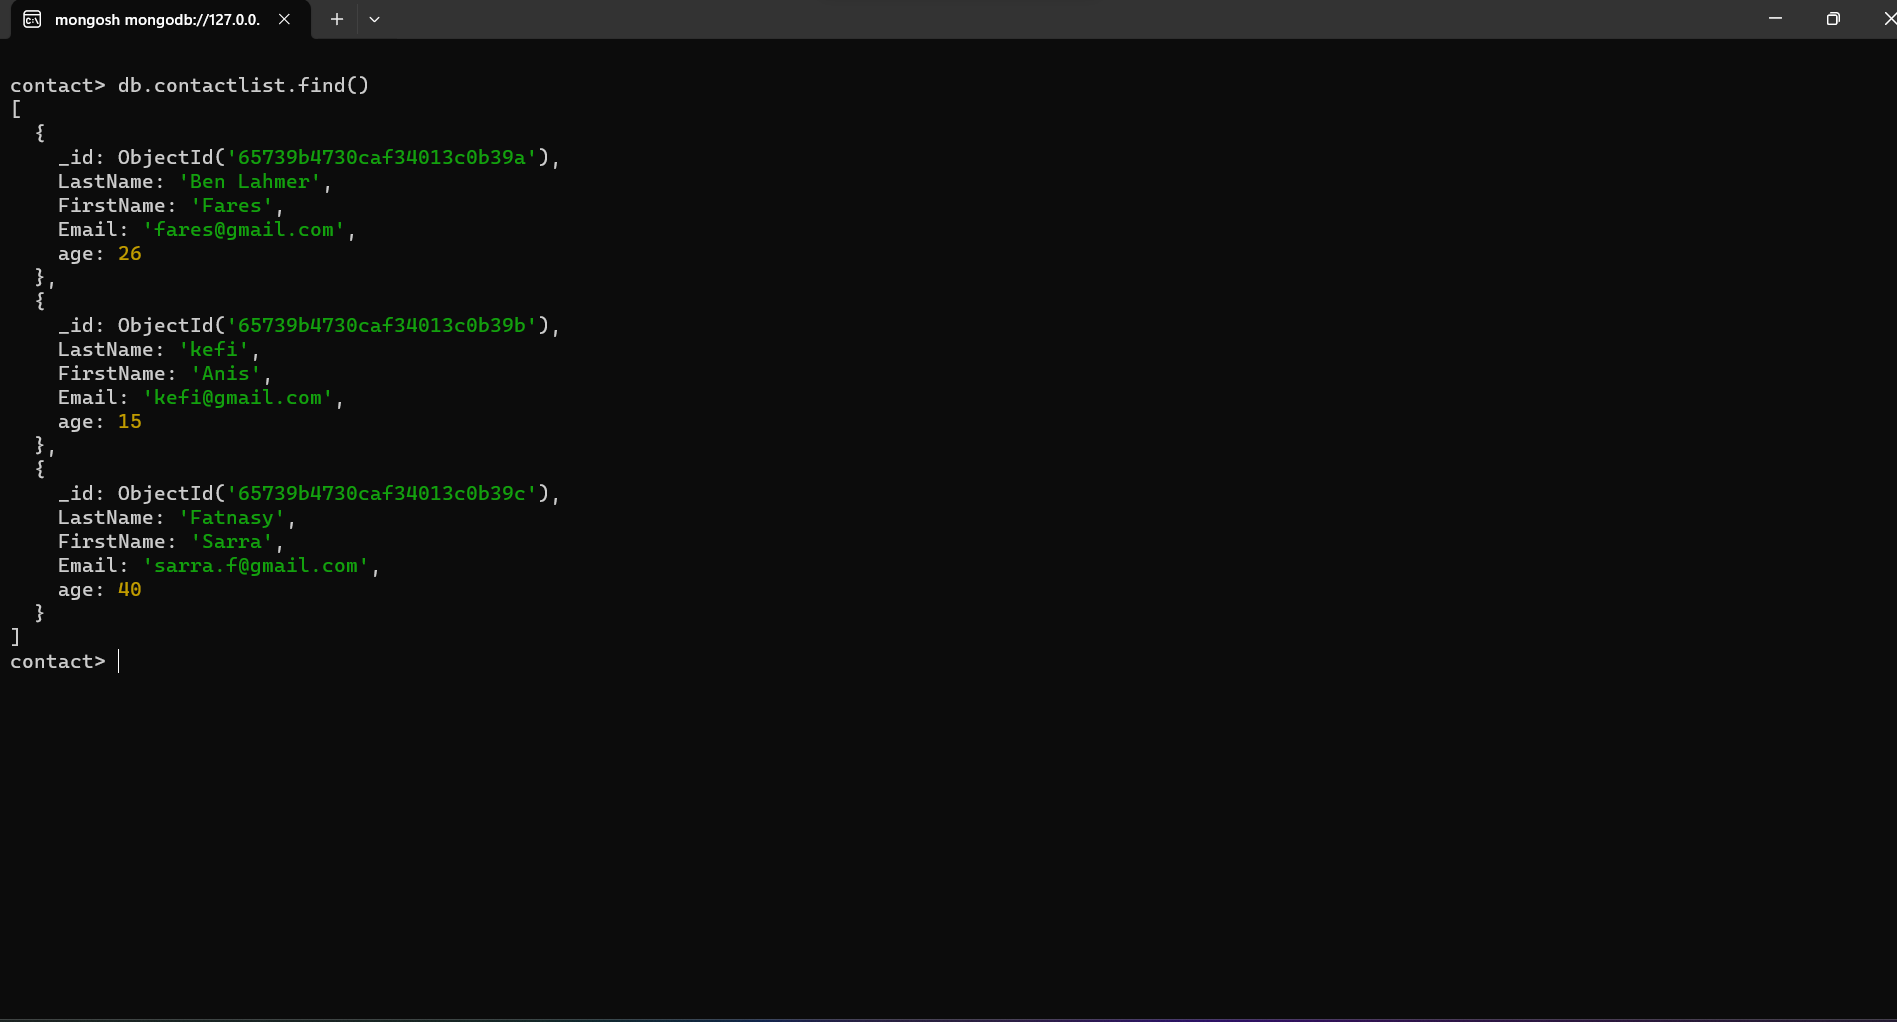 mongosh mongodb://127.0.0.
contact> db.contactlist.find()
[
  {
    _id: ObjectId('65739b4730caf34013c0b39a'),
    LastName: 'Ben Lahmer',
    FirstName: 'Fares',
    Email: 'fares@gmail.com',
    age: 26
  },
  {
    _id: ObjectId('65739b4730caf34013c0b39b'),
    LastName: 'kefi',
    FirstName: 'Anis',
    Email: 'kefi@gmail.com',
    age: 15
  },
  {
    _id: ObjectId('65739b4730caf34013c0b39c'),
    LastName: 'Fatnasy',
    FirstName: 'Sarra',
    Email: 'sarra.f@gmail.com',
    age: 40
  }
]
contact>